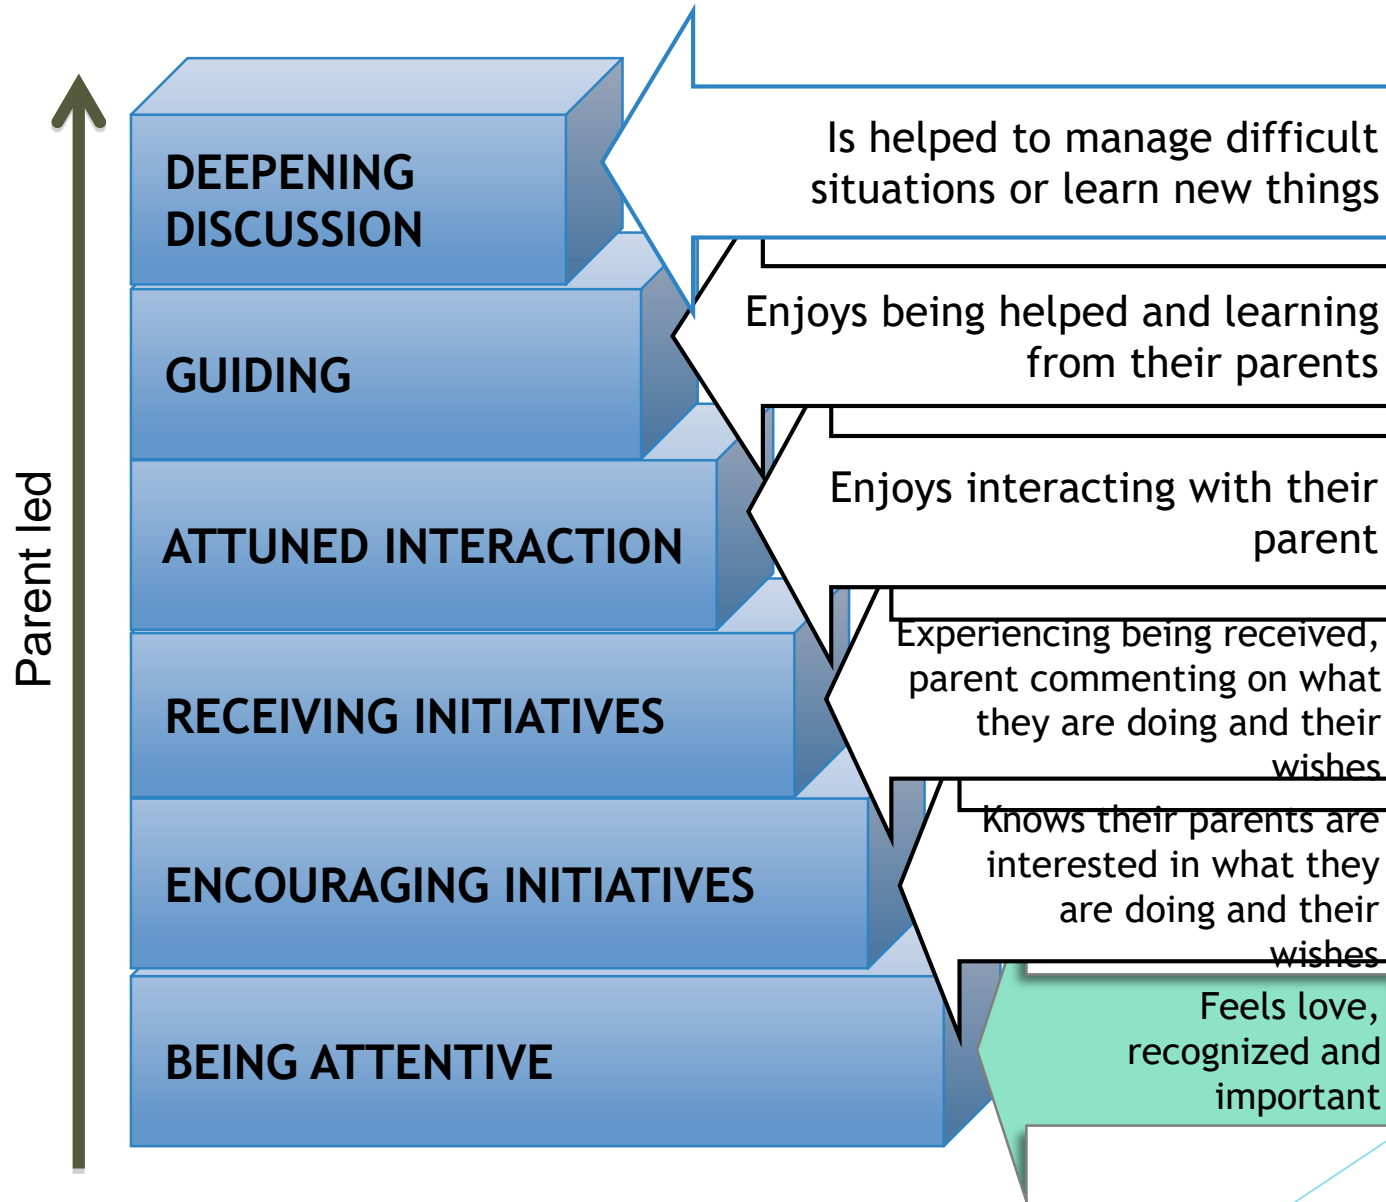 DEEPENING
DISCUSSION
Is helped to manage difficult
situations or learn new things
GUIDING
Enjoys being helped and learning
from their parents
ATTUNED INTERACTION
Enjoys interacting with their
parent
RECEIVING INITIATIVES
Experiencing being received,
parent commenting on what
they are doing and their
wishes
ENCOURAGING INITIATIVES
Knows their parents are
interested in what they
are doing and their
wishes
BEING ATTENTIVE
Feels love,
recognized and
important
Parent led